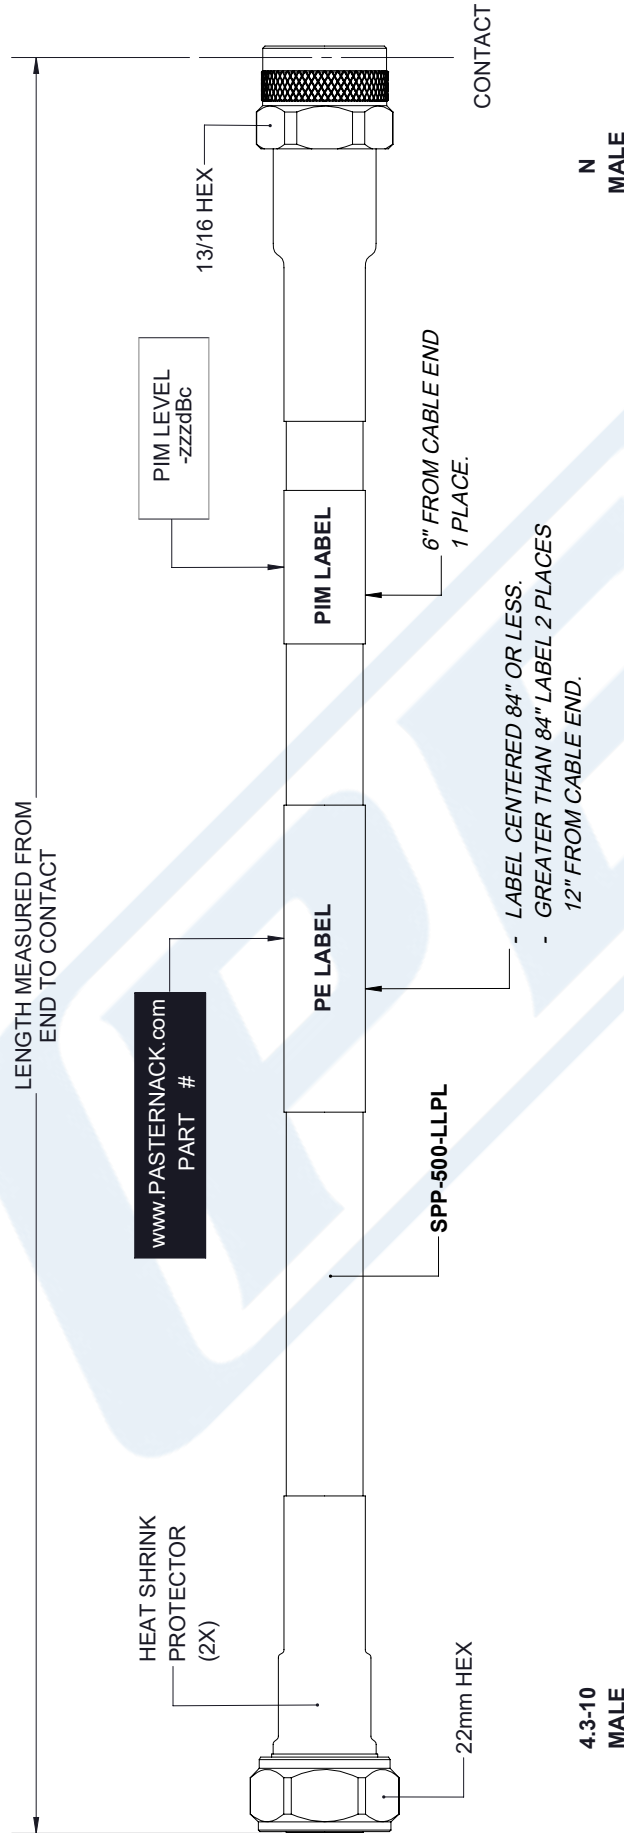 LENGTH MEASURED FROM
END TO CONTACT
HEAT SHRINK
PROTECTOR
(2X)
www.PASTERNACK.com
PART #
PIM LEVEL
-zzzdBc
13/16 HEX
PE LABEL
PIM LABEL
22mm HEX
SPP-500-LLPL
6" FROM CABLE END
1 PLACE.
CONTACT
- LABEL CENTERED 84" OR LESS.
- GREATER THAN 84" LABEL 2 PLACES
12" FROM CABLE END.
4.3-10
MALE
N
MALE